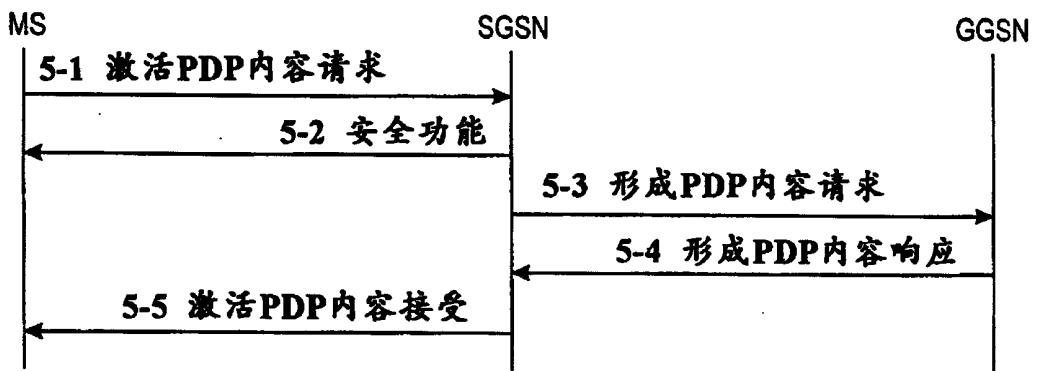 MS SGSN GGSN
5-1 激活PDP内容请求
5-2 安全功能
5-3 形成PDP内容请求
5-4 形成PDP内容响应
5-5 激活PDP内容接受